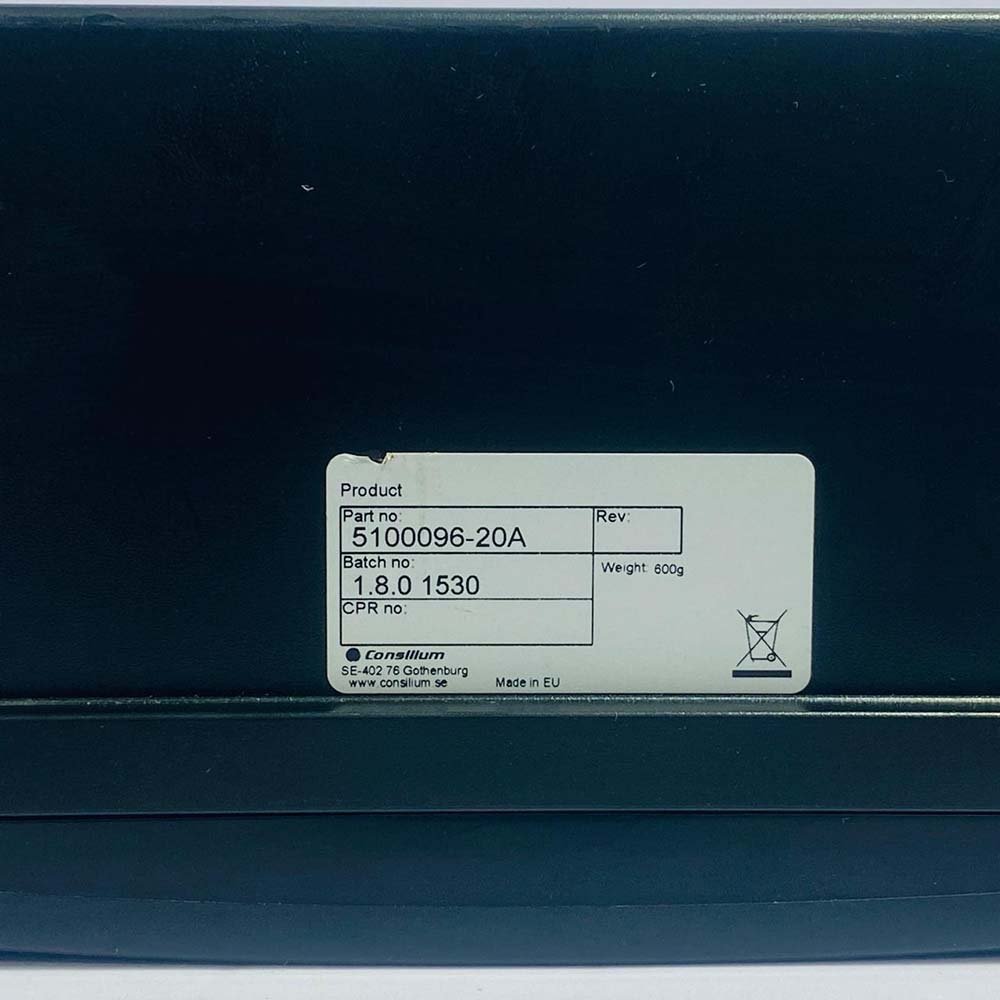 Product
Part no: Rev:
5100096-20A
Batch no: Weight: 600g
1.8.0 1530
CPR no:
Consilium
SE-402 76 Gothenburg
www.consilium.se Made in EU